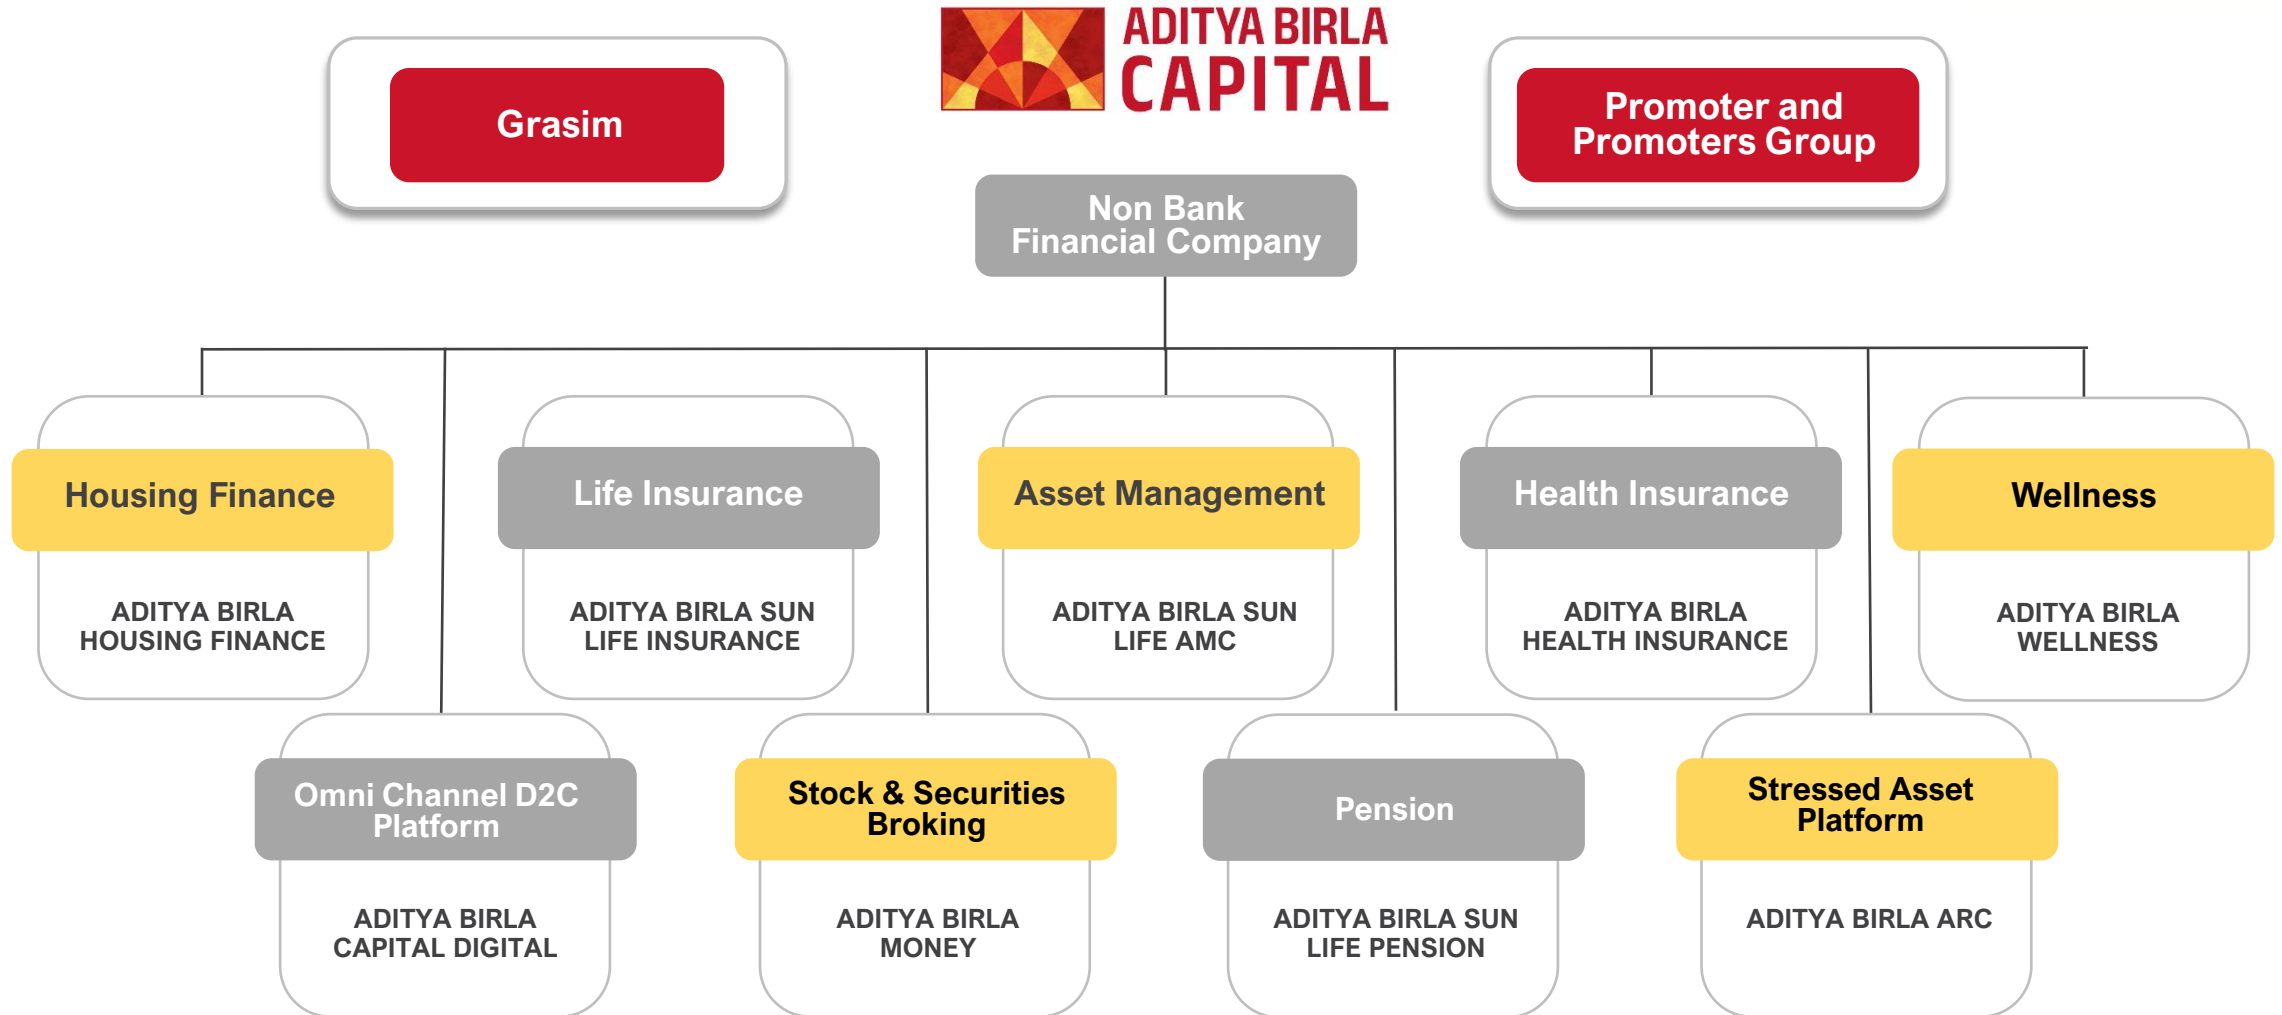 ADITYA BIRLA
CAPITAL
Grasim
Promoter and
Promoters Group
Non Bank
Financial Company
Housing Finance
ADITYA BIRLA
HOUSING FINANCE
Life Insurance
ADITYA BIRLA SUN
LIFE INSURANCE
Asset Management
ADITYA BIRLA SUN
LIFE AMC
Health Insurance
ADITYA BIRLA
HEALTH INSURANCE
Wellness
ADITYA BIRLA
WELLNESS
Omni Channel D2C
Platform
ADITYA BIRLA
CAPITAL DIGITAL
Stock & Securities
Broking
ADITYA BIRLA
MONEY
Pension
ADITYA BIRLA SUN
LIFE PENSION
Stressed Asset
Platform
ADITYA BIRLA ARC